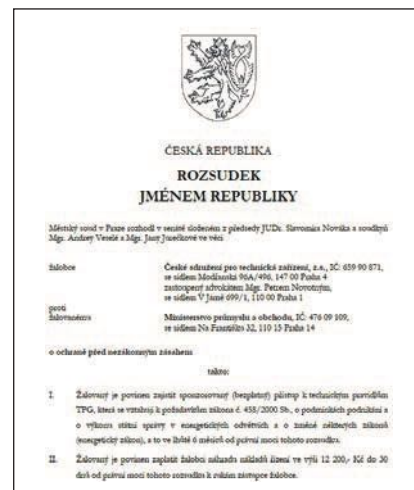 ČESKÁ REPUBLIKA
ROZSUDEK
JMÉNEM REPUBLIKY
Městský soud v Praze rozhodl v senátě složeném z předsedy JUDr. Slavomíra Nováka a soudkyň
Mgr. Andrey Veselé a Mgr. Jany Jurečkové ve věci
žalobce
České sdružení pro technická zařízení, z.s., IČ: 659 90 871,
se sídlem Modřanská 96A/496, 147 00 Praha 4
zastoupený advokátem Mgr. Petrem Novotným,
se sídlem V Jámě 699/1, 110 00 Praha 1
proti
žalovanému
Ministerstvo průmyslu a obchodu, IČ: 476 09 109,
se sídlem Na Františku 32, 110 15 Praha 14
o ochraně před nezákonným zásahem
takto:
I. Žalovaný je povinen zajistit sponzorovaný (bezplatný) přístup k technickým pravidlům
TPG, která se vztahují k požadavkům zákona č. 458/2000 Sb., o podmínkách podnikání a
o výkonu státní správy v energetických odvětvích a o změně některých zákonů
(energetický zákon), a to ve lhůtě 6 měsíců od právní moci tohoto rozsudku.
II. Žalovaný je povinen zaplatit žalobci náhradu nákladů řízení ve výši 12 200,- Kč do 30
dnů od právní moci tohoto rozsudku k rukám zástupce žalobce.